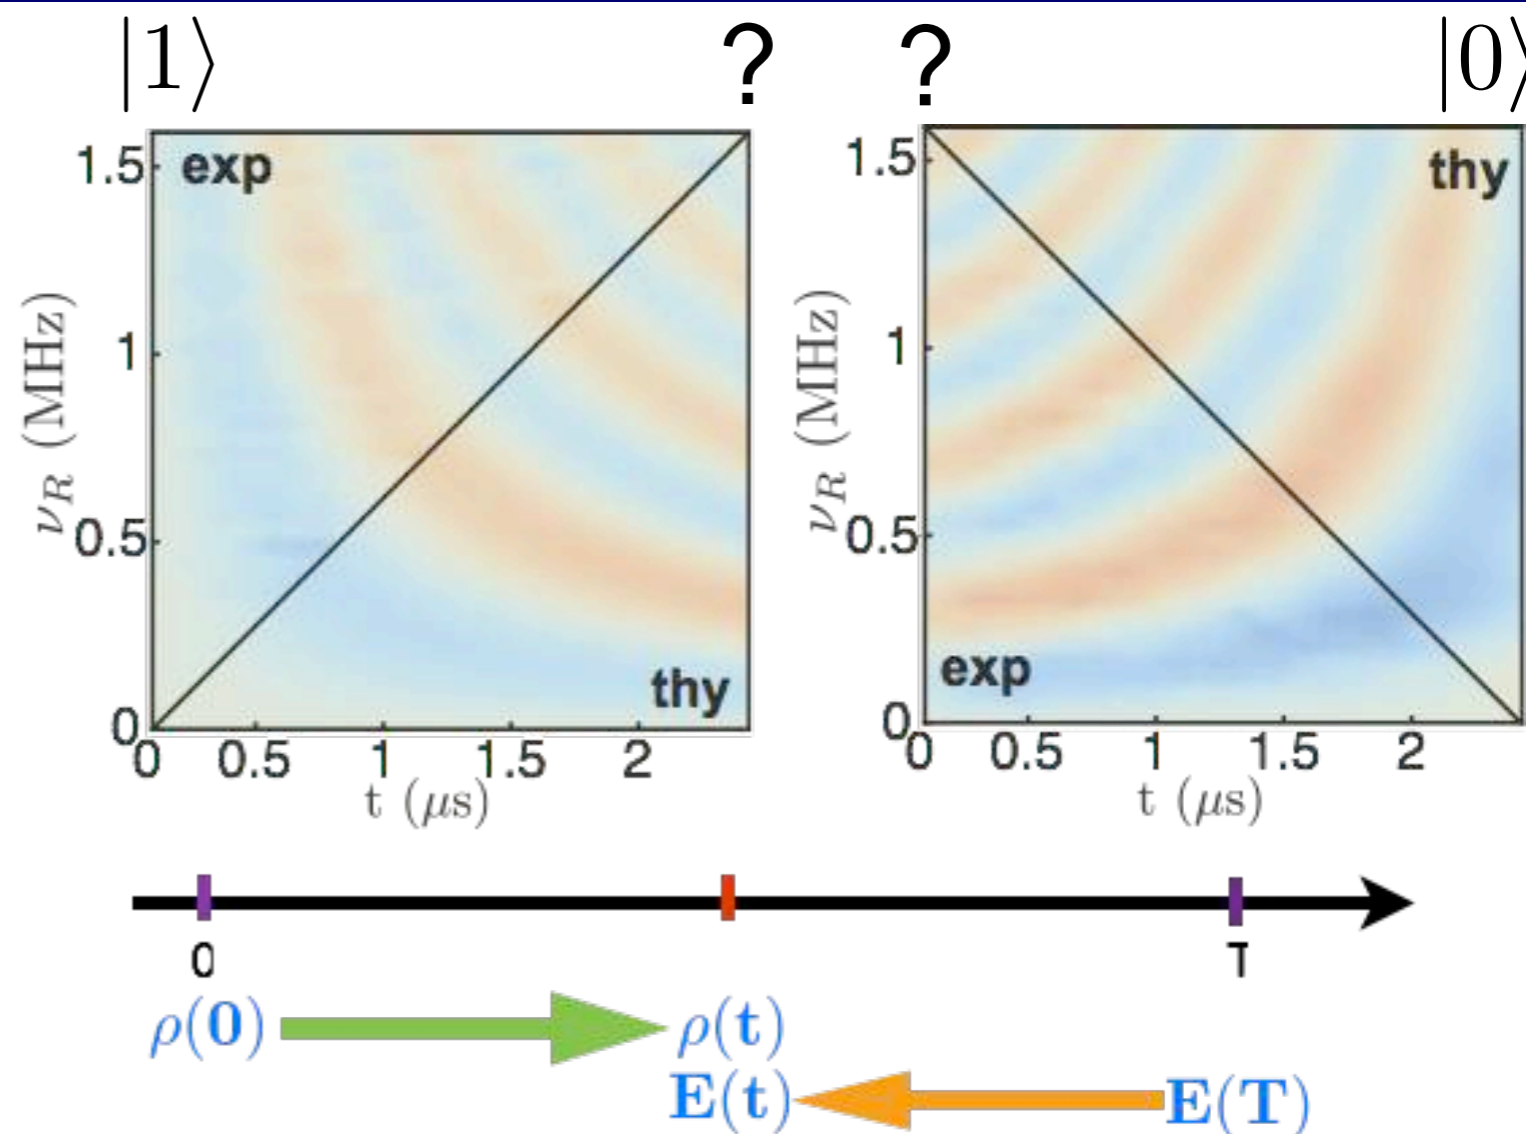 |1⟩ ? ? |0⟩
exp
thy
1.5
1
0.5
0
ν_R (MHz)
0 0.5 1 1.5 2
t (μs)
thy
exp
1.5
1
0.5
0
ν_R (MHz)
0 0.5 1 1.5 2
t (μs)
0 T
ρ(0) ρ(t)
E(t) E(T)